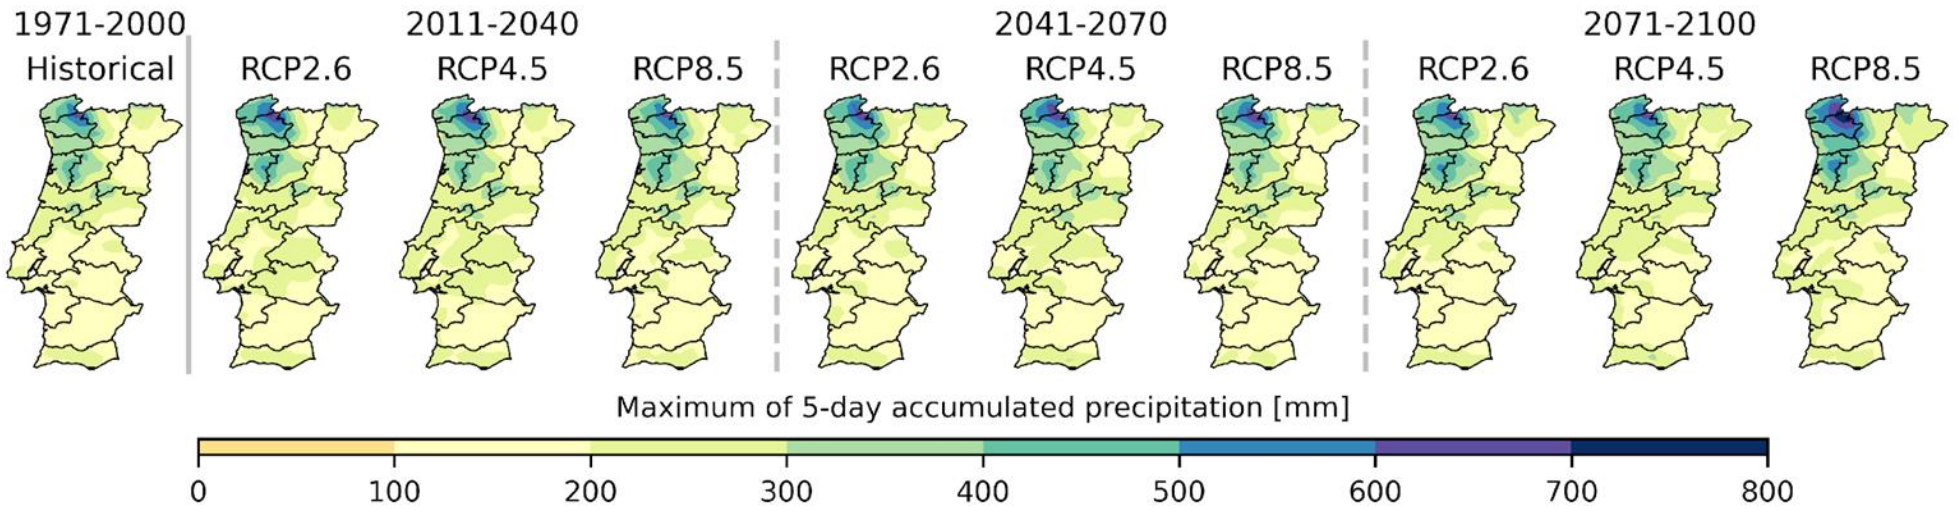 1971-2000 2011-2040 2041-2070 2071-2100
Historical RCP2.6 RCP4.5 RCP8.5 RCP2.6 RCP4.5 RCP8.5 RCP2.6 RCP4.5 RCP8.5
Maximum of 5-day accumulated precipitation [mm]
0 100 200 300 400 500 600 700 800